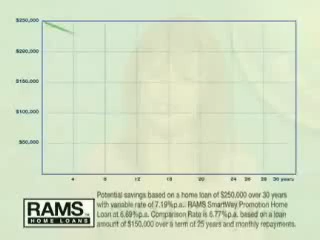 $250,000
$200,000
$150,000
$100,000
$50,000
4 8 12 16 20 24 26 28 30 years
Potential savings based on a home loan of $250,000 over 30 years
with variable rate of 7.19%p.a. RAMS SmartWay Promotion Home
Loan at 6.69%p.a. Comparison Rate is 6.77%p.a. based on a loan
amount of $150,000 over a term of 25 years and monthly repayments.
RAMS
HOME LOANS